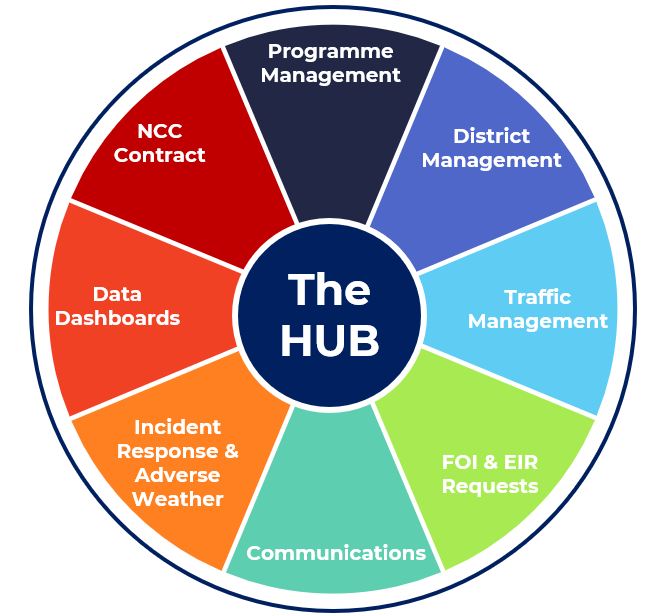 Programme
Management
District
Management
Traffic
Management
FOI & EIR
Requests
Communications
Incident
Response &
Adverse
Weather
Data
Dashboards
NCC
Contract
The
HUB